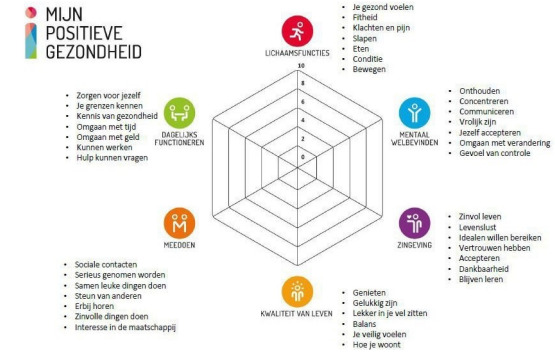 MIJN
POSITIEVE
GEZONDHEID
LICHAAMSFUNCTIES
• Je gezond voelen
• Fitheid
• Klachten en pijn
• Slapen
• Eten
• Conditie
• Bewegen
10
8
6
4
2
0
MENTAAL
WELBEVINDEN
• Onthouden
• Concentreren
• Communiceren
• Vrolijk zijn
• Jezelf accepteren
• Omgaan met verandering
• Gevoel van controle
• Zorgen voor jezelf
• Je grenzen kennen
• Kennis van gezondheid
• Omgaan met tijd
• Omgaan met geld
• Kunnen werken
• Hulp kunnen vragen
DAGELIJKS
FUNCTIONEREN
MEEDOEN
• Sociale contacten
• Serieus genomen worden
• Samen leuke dingen doen
• Steun van anderen
• Erbij horen
• Zinvolle dingen doen
• Interesse in de maatschappij
ZINGEVING
• Zinvol leven
• Levenslust
• Idealen willen bereiken
• Vertrouwen hebben
• Accepteren
• Dankbaarheid
• Blijven leren
KWALITEIT VAN LEVEN
• Genieten
• Gelukkig zijn
• Lekker in je vel zitten
• Balans
• Je veilig voelen
• Hoe je woont